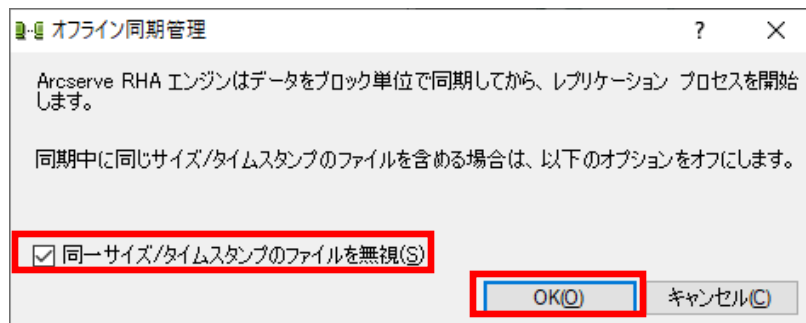 オフライン同期管理
Arcserve RHA エンジンはデータをブロック単位で同期してから、レプリケーション プロセスを開始
します。
同期中に同じサイズ/タイムスタンプのファイルを含める場合は、以下のオプションをオフにします。
同一サイズ/タイムスタンプのファイルを無視(S)
OK(O)
キャンセル(C)